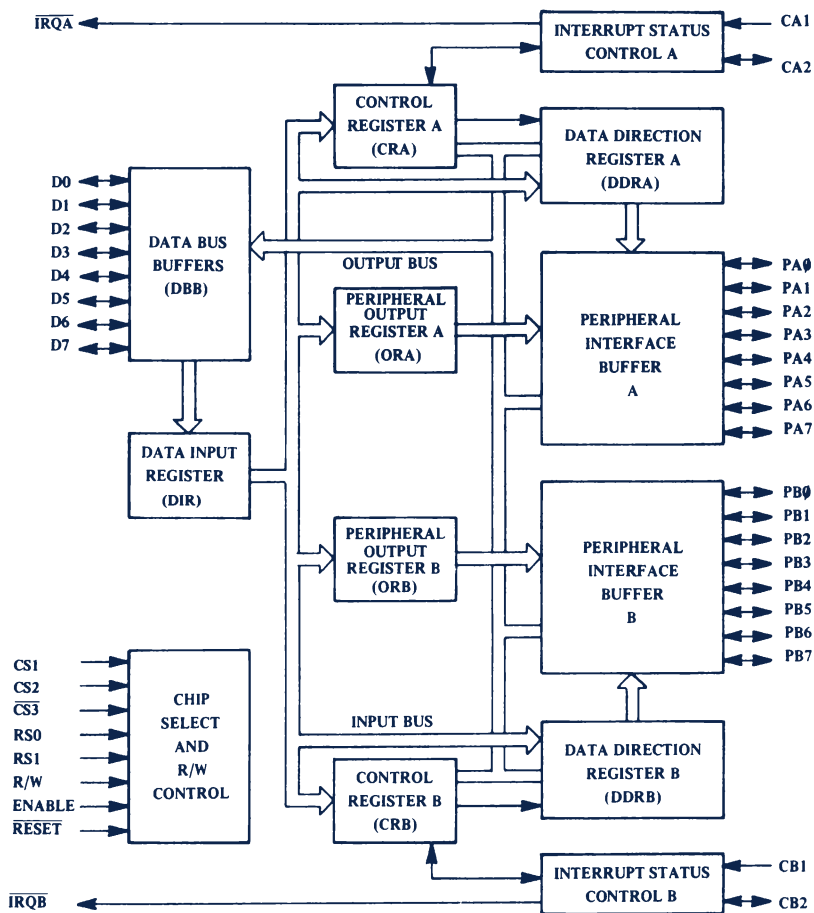 IRQA
INTERRUPT STATUS
CONTROL A
CA1
CA2
CONTROL
REGISTER A
(CRA)
DATA DIRECTION
REGISTER A
(DDRA)
D0
D1
D2
D3
D4
D5
D6
D7
DATA BUS
BUFFERS
(DBB)
OUTPUT BUS
PERIPHERAL
OUTPUT
REGISTER A
(ORA)
PERIPHERAL
INTERFACE
BUFFER
A
PA0
PA1
PA2
PA3
PA4
PA5
PA6
PA7
DATA INPUT
REGISTER
(DIR)
PERIPHERAL
OUTPUT
REGISTER B
(ORB)
PERIPHERAL
INTERFACE
BUFFER
B
PB0
PB1
PB2
PB3
PB4
PB5
PB6
PB7
CS1
CS2
CS3
RS0
RS1
R/W
ENABLE
RESET
CHIP
SELECT
AND
R/W
CONTROL
INPUT BUS
CONTROL
REGISTER B
(CRB)
DATA DIRECTION
REGISTER B
(DDRB)
INTERRUPT STATUS
CONTROL B
CB1
CB2
IRQB